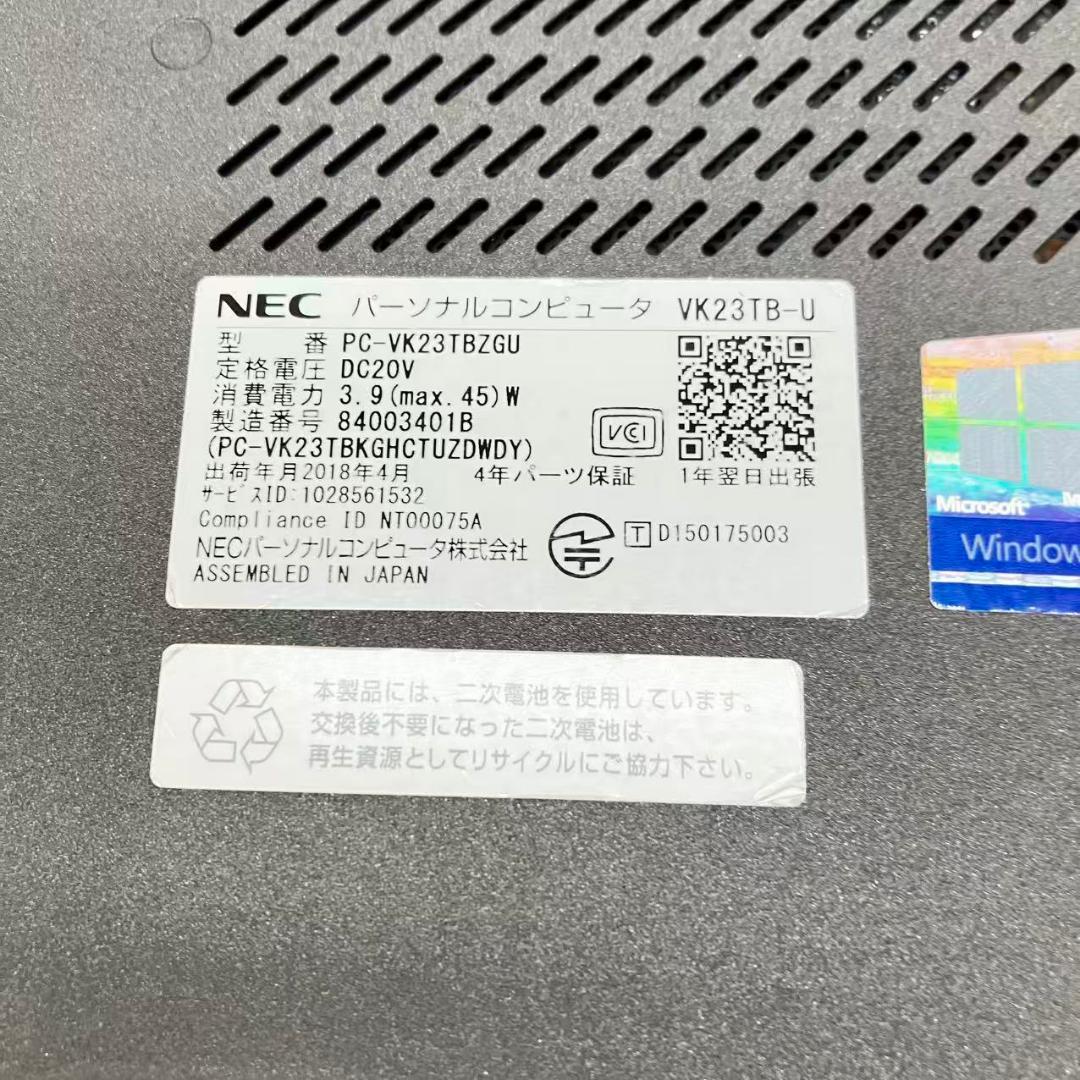 NEC パーソナルコンピュータ VK23TB-U
型 番 PC-VK23TBZGU
定格電圧 DC20V
消費電力 3.9(max.45)W
製造番号 84003401B
VCCI
(PC-VK23TBKGHCTUZDWDY)
出荷年月2018年4月 4年パーツ保証 1年翌日出張
サービスID:1028561532
Compliance ID NT00075A
NECパーソナルコンピュータ株式会社
T D150175003
ASSEMBLED IN JAPAN
Microsoft
Window
本製品には、二次電池を使用しています。
交換後不要になった二次電池は、
再生資源としてリサイクルにご協力下さい。